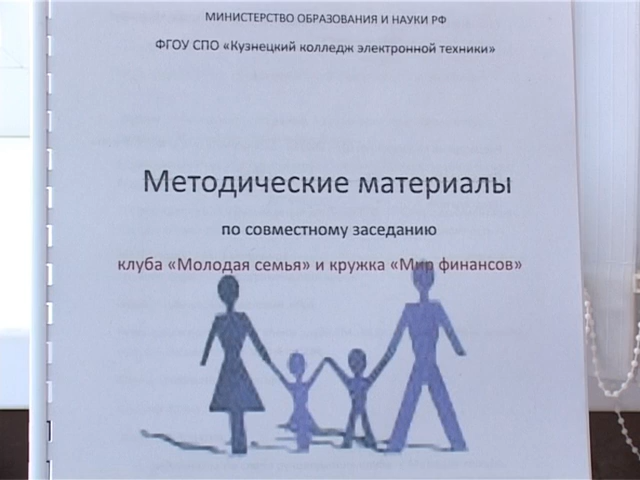 МИНИСТЕРСТВО ОБРАЗОВАНИЯ И НАУКИ РФ
ФГОУ СПО «Кузнецкий колледж электронной техники»
Методические материалы
по совместному заседанию
клуба «Молодая семья» и кружка «Мир финансов»